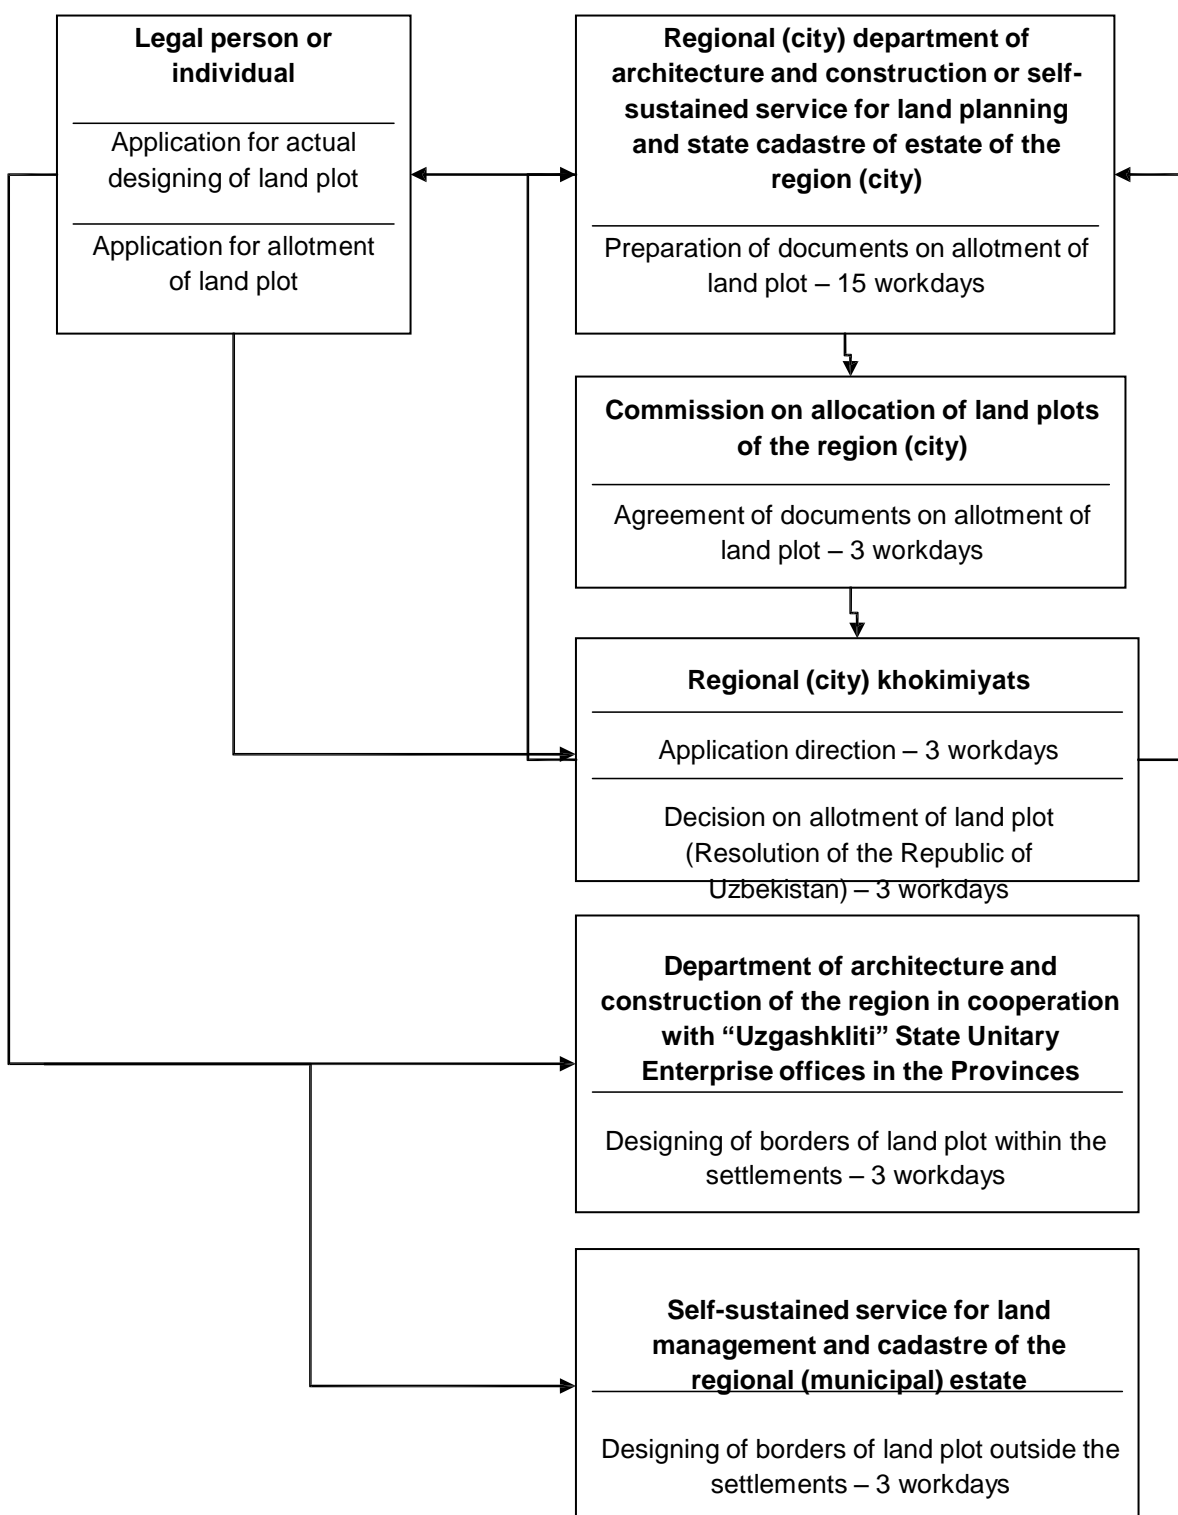 Legal person or
individual
Application for actual
designing of land plot
Application for allotment
of land plot
Regional (city) department of
architecture and construction or self-
sustained service for land planning
and state cadastre of estate of the
region (city)
Preparation of documents on allotment of
land plot – 15 workdays
Commission on allocation of land plots
of the region (city)
Agreement of documents on allotment of
land plot – 3 workdays
Regional (city) khokimiyats
Application direction – 3 workdays
Decision on allotment of land plot
(Resolution of the Republic of
Uzbekistan) – 3 workdays
Department of architecture and
construction of the region in cooperation
with “Uzgashkliti” State Unitary
Enterprise offices in the Provinces
Designing of borders of land plot within the
settlements – 3 workdays
Self-sustained service for land
management and cadastre of the
regional (municipal) estate
Designing of borders of land plot outside the
settlements – 3 workdays